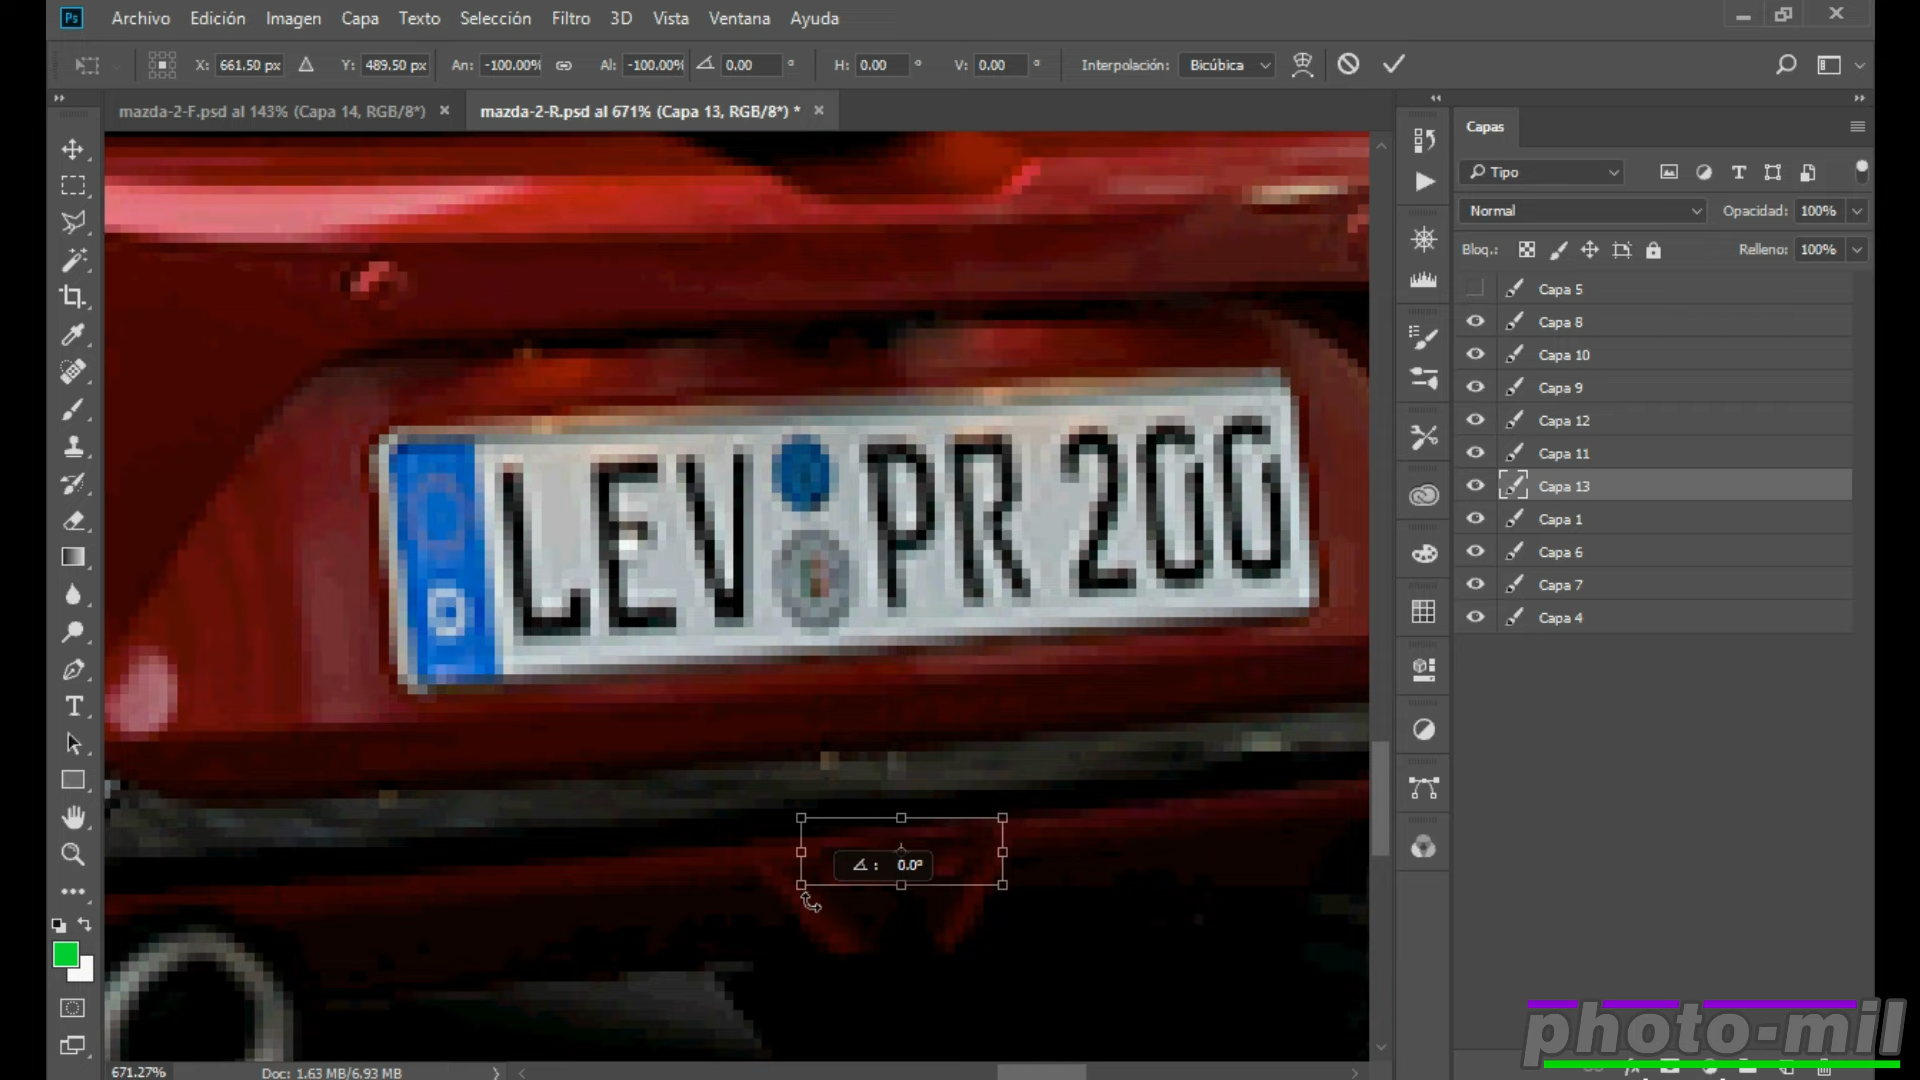 Ps Archivo Edición Imagen Capa Texto Selección Filtro 3D Vista Ventana Ayuda
X: 661.50 px Y: 489.50 px An: -100.00% Al: -100.00% 0.00 ° H: 0.00 ° V: 0.00 ° Interpolación: Bicúbica
mazda-2-F.psd al 143% (Capa 14, RGB/8*) × mazda-2-R.psd al 671% (Capa 13, RGB/8*) * ×
Capas
Tipo
Normal Opacidad: 100%
Bloq.: Relleno: 100%
Capa 5
Capa 8
Capa 10
Capa 9
Capa 12
Capa 11
Capa 13
Capa 1
Capa 6
Capa 7
Capa 4
LEV PR 2GG
: 0.0°
photo-mil
671.27% Doc: 1.63 MB/6.93 MB